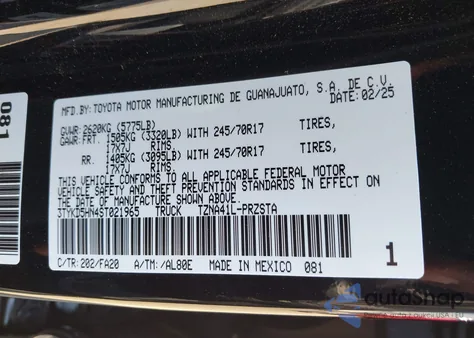 081
MFD.BY: TOYOTA MOTOR MANUFACTURING DE GUANAJUATO, S.A. DE C.V.
DATE: 02/25
GVWR: 2620KG (5775LB)
GAWR: FRT. 1505KG (3320LB) WITH 245/70R17 TIRES,
17X7J RIMS
RR. 1405KG (3095LB) WITH 245/70R17 TIRES,
17X7J RIMS
THIS VEHICLE CONFORMS TO ALL APPLICABLE FEDERAL MOTOR
VEHICLE SAFETY AND THEFT PREVENTION STANDARDS IN EFFECT ON
THE DATE OF MANUFACTURE SHOWN ABOVE.
3TYKD5HN4ST021965 TRUCK TZNA41L-PRZSTA
1
C/TR: 202/FA20 A/TM: /AL80E MADE IN MEXICO 081
autoShop